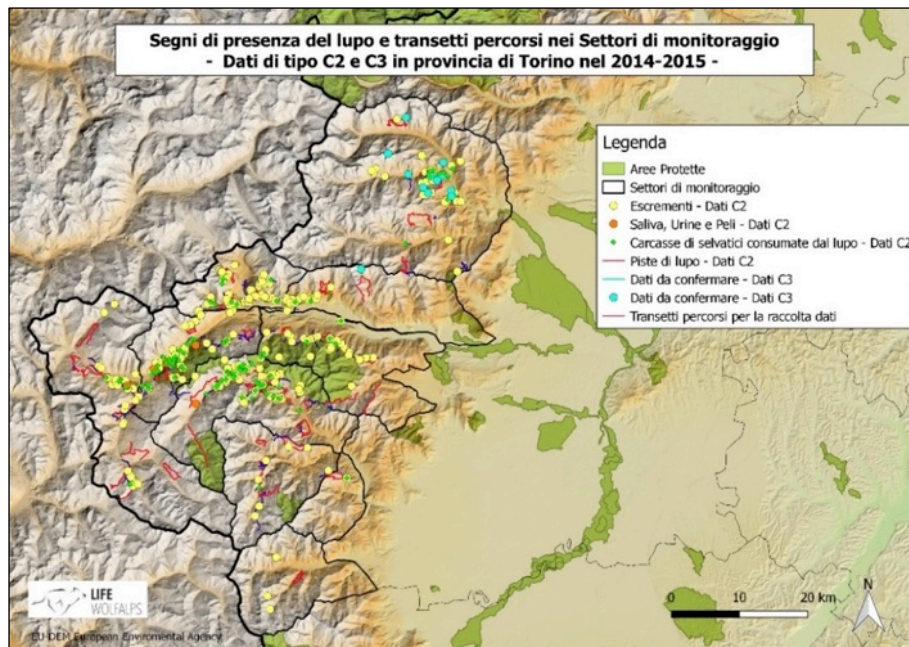 Segni di presenza del lupo e transetti percorsi nei Settori di monitoraggio
- Dati di tipo C2 e C3 in provincia di Torino nel 2014-2015 -
Legenda
Aree Protette
Settori di monitoraggio
Escrementi - Dati C2
Saliva, Urine e Peli - Dati C2
Carcasse di selvatici consumate dal lupo - Dati C2
Piste di lupo - Dati C2
Dati da confermare - Dati C3
Dati da confermare - Dati C3
Transetti percorsi per la raccolta dati
LIFE
WOLFALPS
0 10 20 km
N
EU-DEM European Enviromental Agency